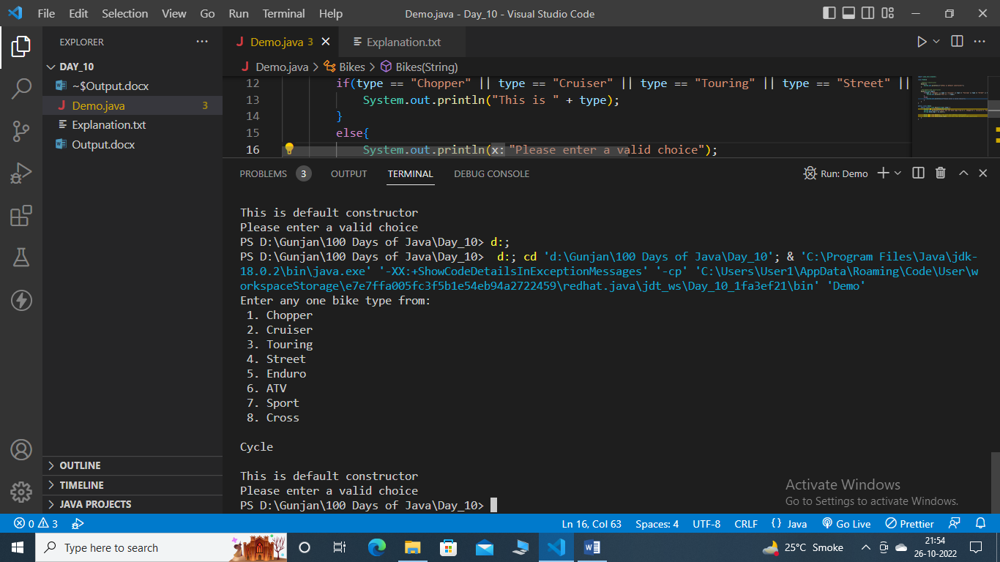 File Edit Selection View Go Run Terminal Help Demo.java - Day_10 - Visual Studio Code
EXPLORER
DAY_10
~$Output.docx
Demo.java 3
Explanation.txt
Output.docx
OUTLINE
TIMELINE
JAVA PROJECTS
Demo.java 3 Explanation.txt
Demo.java > Bikes > Bikes(String)
12 if(type == "Chopper" || type == "Cruiser" || type == "Touring" || type == "Street" ||
13 System.out.println("This is " + type);
14 }
15 else{
16 System.out.println(x: "Please enter a valid choice");
PROBLEMS 3 OUTPUT TERMINAL DEBUG CONSOLE Run: Demo
This is default constructor
Please enter a valid choice
PS D:\Gunjan\100 Days of Java\Day_10> d:;
PS D:\Gunjan\100 Days of Java\Day_10>  d:; cd 'd:\Gunjan\100 Days of Java\Day_10'; & 'C:\Program Files\Java\jdk-
18.0.2\bin\java.exe' '-XX:+ShowCodeDetailsInExceptionMessages' '-cp' 'C:\Users\User1\AppData\Roaming\Code\User\w
orkspaceStorage\e7e7ffa005fc3f5b1e54eb94a2722459\redhat.java\jdt_ws\Day_10_1fa3ef21\bin' 'Demo'
Enter any one bike type from:
1. Chopper
2. Cruiser
3. Touring
4. Street
5. Enduro
6. ATV
7. Sport
8. Cross
Cycle
This is default constructor
Please enter a valid choice
PS D:\Gunjan\100 Days of Java\Day_10>
Activate Windows
Go to Settings to activate Windows.
0 3 Ln 16, Col 63 Spaces: 4 UTF-8 CRLF {} Java Go Live Prettier
Type here to search 25°C Smoke 21:54
26-10-2022